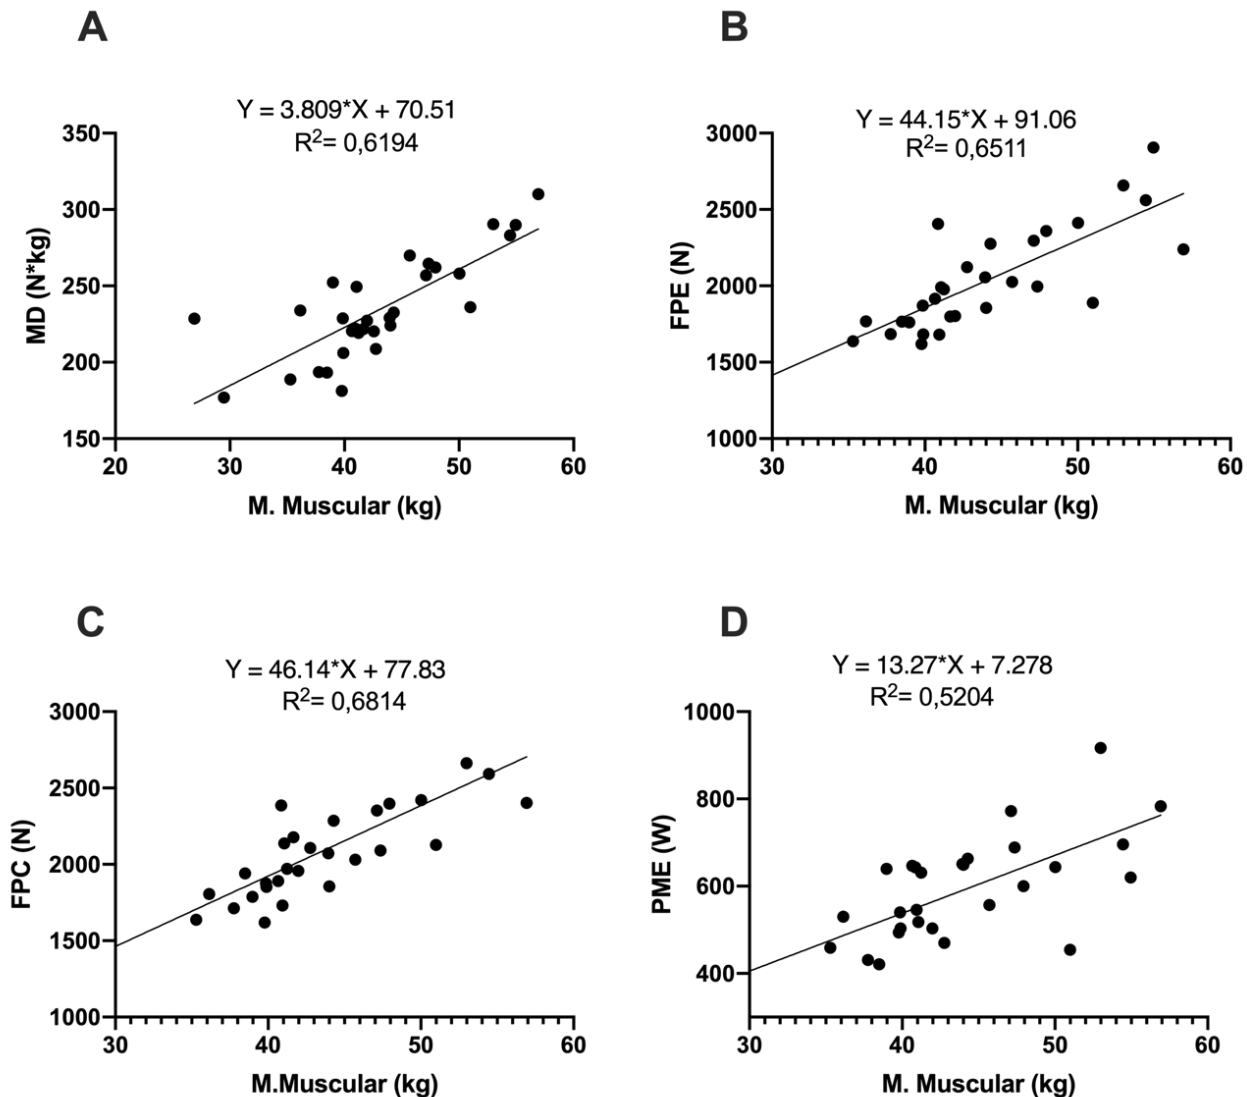 A
Y = 3.809*X + 70.51
R²= 0,6194
350
300
250
200
150
MD (N*kg)
20 30 40 50 60
M. Muscular (kg)
B
Y = 44.15*X + 91.06
R²= 0,6511
3000
2500
2000
1500
1000
FPE (N)
30 40 50 60
M. Muscular (kg)
C
Y = 46.14*X + 77.83
R²= 0,6814
3000
2500
2000
1500
1000
FPC (N)
30 40 50 60
M.Muscular (kg)
D
Y = 13.27*X + 7.278
R²= 0,5204
1000
800
600
400
PME (W)
30 40 50 60
M. Muscular (kg)